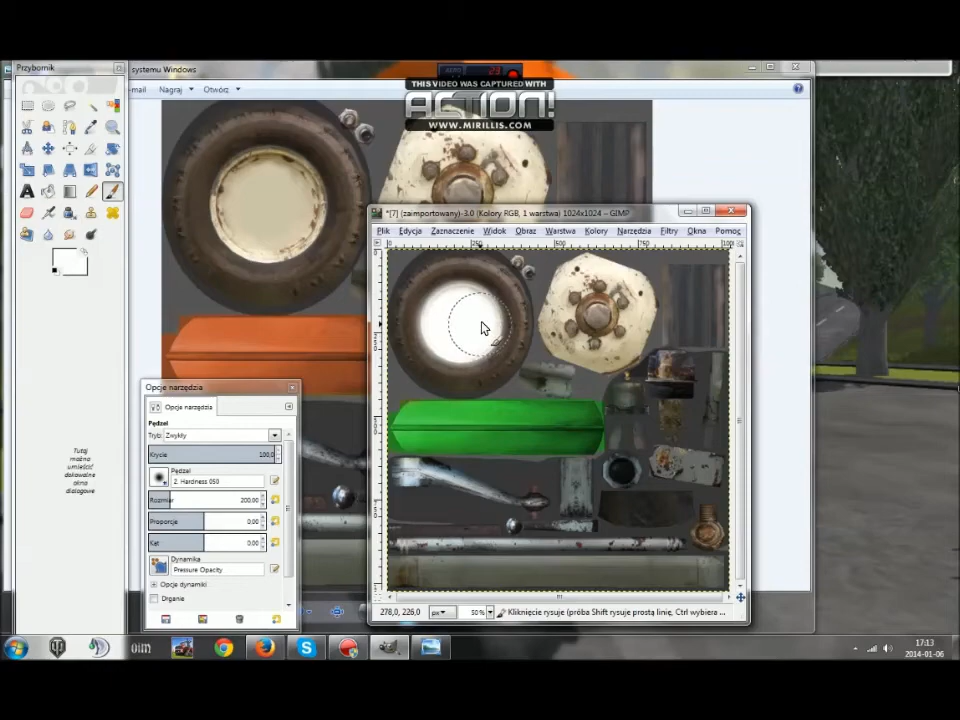 Przybornik
systemu Windows
-mail Nagraj Otwórz
THIS VIDEO WAS CAPTURED WITH
ACTION!
WWW.MIRILLIS.COM
*[7] (zaimportowany)-3.0 (Kolory RGB, 1 warstwa) 1024x1024 – GIMP
Plik Edycja Zaznaczenie Widok Obraz Warstwa Kolory Narzędzia Filtry Okna Pomoc
Opcje narzędzia
Opcje narzędzia
Pędzel
Tryb: Zwykły
Krycie 100,0
Pędzel
2. Hardness 050
Rozmiar 200,00
Proporcje 0,00
Kąt 0,00
Dynamika
Pressure Opacity
Opcje dynamiki
Drganie
Tutaj
można
umieścić
dokowalne
okna
dialogowe
278,0, 226,0 px 50% Kliknięcie rysuje (próba Shift rysuje prostą linię, Ctrl wybiera ...
17:13
2014-01-06